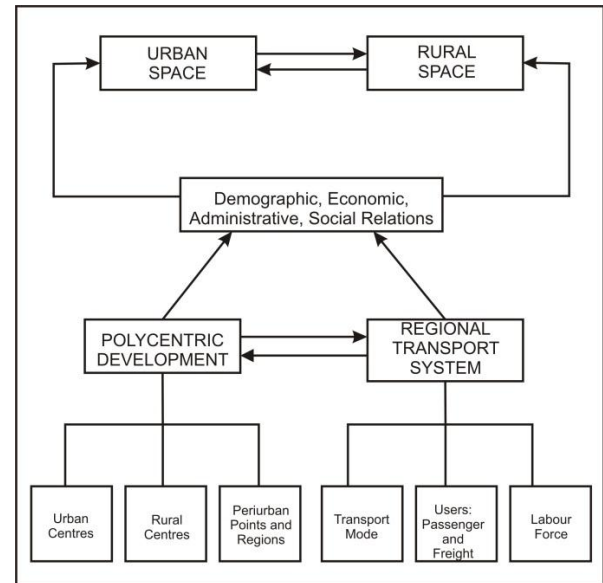 URBAN
SPACE
RURAL
SPACE
Demographic, Economic,
Administrative, Social Relations
POLYCENTRIC
DEVELOPMENT
REGIONAL
TRANSPORT
SYSTEM
Urban
Centres
Rural
Centres
Periurban
Points and
Regions
Transport
Mode
Users:
Passenger
and
Freight
Labour
Force